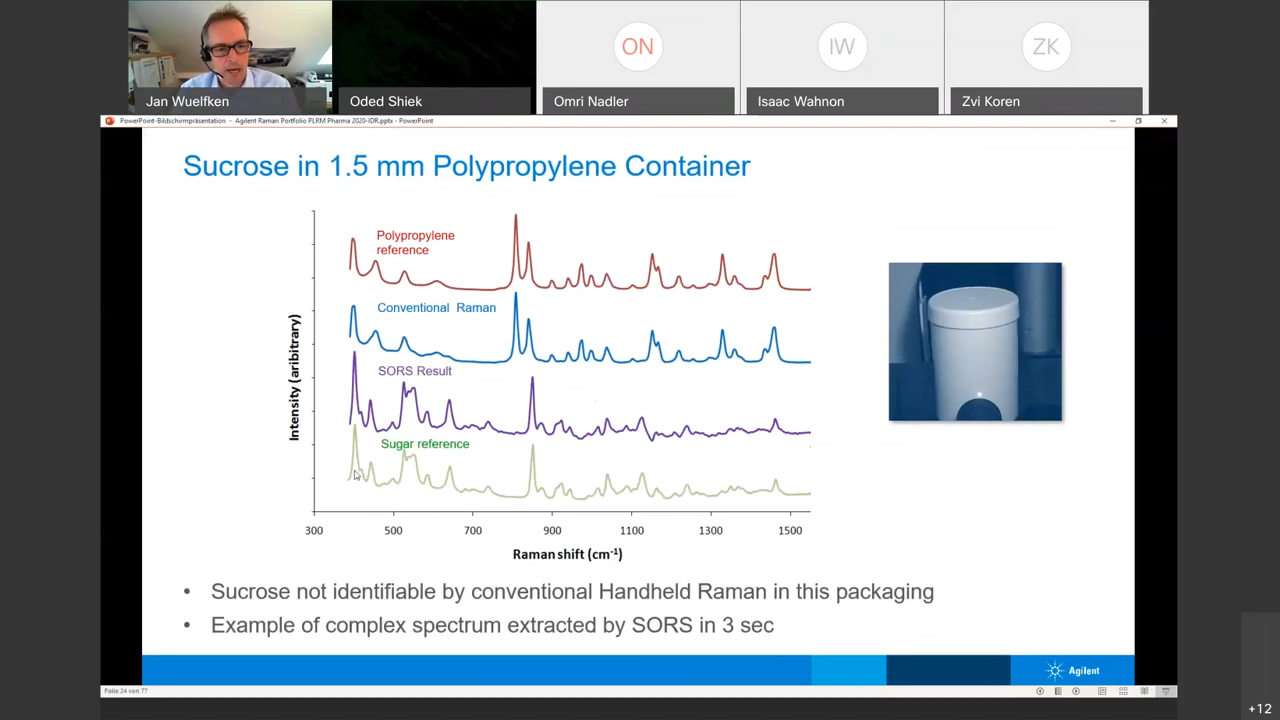 ON
IW
ZK
Jan Wuelfken
Oded Shiek
Omri Nadler
Isaac Wahnon
Zvi Koren
PowerPoint-Bildschirmpräsentation - Agilent Raman Portfolio PLRM Pharma 2020-IDR.pptx - PowerPoint
Sucrose in 1.5 mm Polypropylene Container
Polypropylene
reference
Conventional Raman
SORS Result
Sugar reference
Intensity (aribitrary)
300 500 700 900 1100 1300 1500
Raman shift (cm⁻¹)
• Sucrose not identifiable by conventional Handheld Raman in this packaging
• Example of complex spectrum extracted by SORS in 3 sec
Agilent
Folie 24 von 77
+12